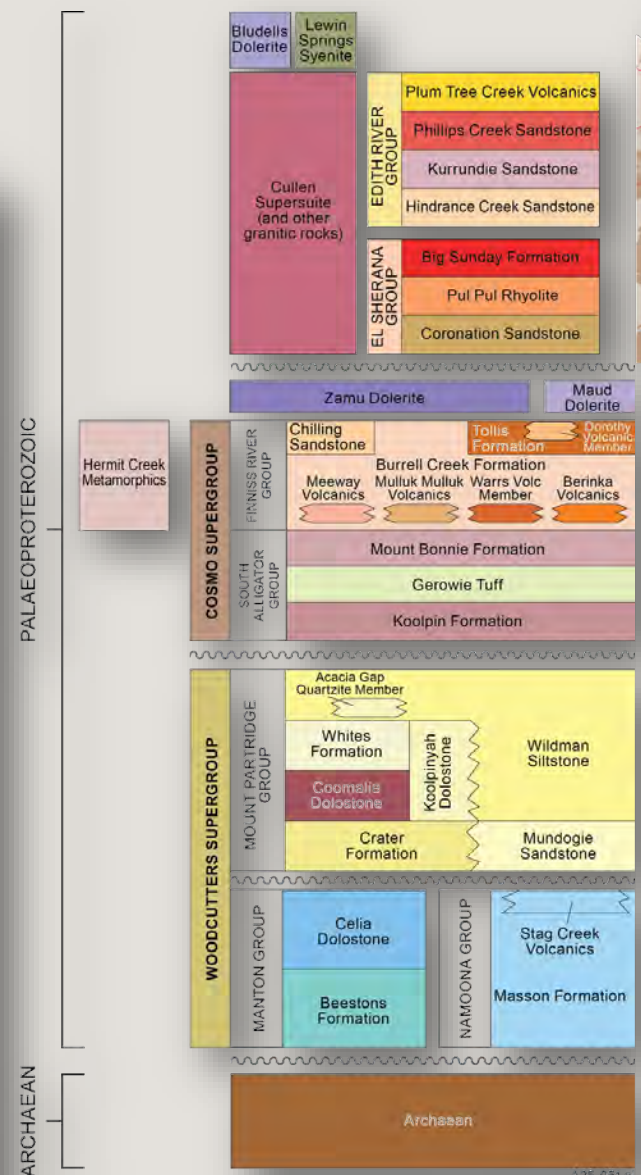 Bludells
Dolerite
Lewin
Springs
Syenite
Cullen
Supersuite
(and other
granitic rocks)
EDITH RIVER
GROUP
Plum Tree Creek Volcanics
Phillips Creek Sandstone
Kurrundie Sandstone
Hindrance Creek Sandstone
EL SHERANA
GROUP
Big Sunday Formation
Pul Pul Rhyolite
Coronation Sandstone
Zamu Dolerite
Maud
Dolerite
PALAEOPROTEROZOIC
Hermit Creek
Metamorphics
COSMO SUPERGROUP
FINNISS RIVER
GROUP
Chilling
Sandstone
Tollis
Formation
Dorothy
Volcanic
Member
Burrell Creek Formation
Meeway
Volcanics
Mulluk Mulluk
Volcanics
Warrs Volc
Member
Berinka
Volcanics
SOUTH
ALLIGATOR
GROUP
Mount Bonnie Formation
Gerowie Tuff
Koolpin Formation
WOODCUTTERS SUPERGROUP
MOUNT PARTRIDGE
GROUP
Acacia Gap
Quartzite Member
Whites
Formation
Coomalie
Dolostone
Koolpinyah
Dolostone
Wildman
Siltstone
Crater
Formation
Mundogie
Sandstone
MANTON GROUP
Celia
Dolostone
Beestons
Formation
NAMOONA GROUP
Stag Creek
Volcanics
Masson Formation
ARCHAEAN
Archaean